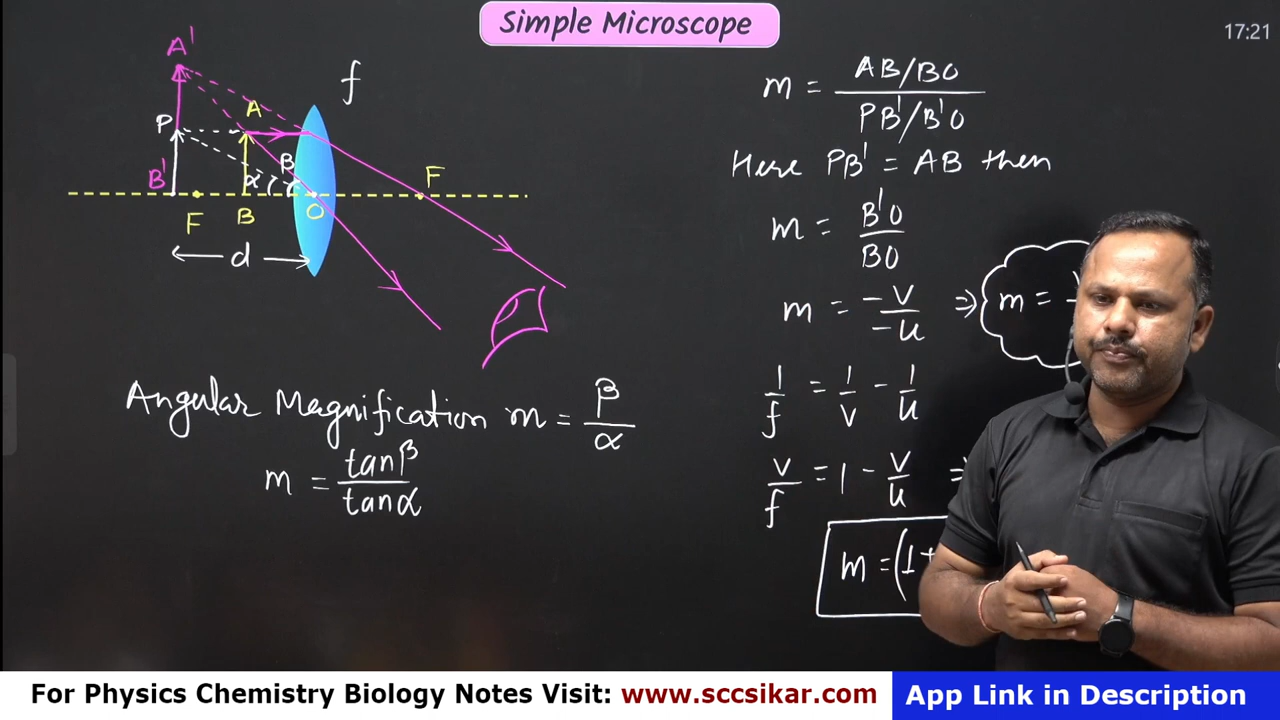 Simple Microscope
17:21
A'
f
P
A
B'
β
α
F
B
O
F
d
Angular Magnification m = β/α
m = tanβ/tanα
m = (AB/BO)/(PB'/B'O)
Here PB' = AB then
m = B'O/BO
m = -v/-u ⇒ m =
1/f = 1/v - 1/u
v/f = 1 - v/u ⇒
m = (1+
For Physics Chemistry Biology Notes Visit: www.sccsikar.com
App Link in Description